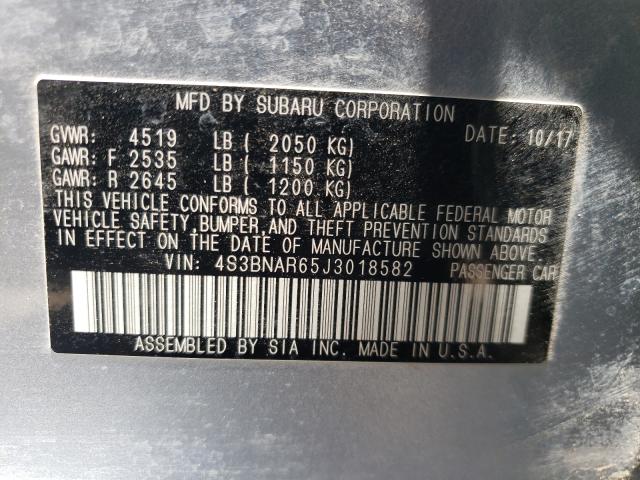 MFD BY SUBARU CORPORATION
GVWR: 4519 LB ( 2050 KG) DATE: 10/17
GAWR: F 2535 LB ( 1150 KG)
GAWR: R 2645 LB ( 1200 KG)
THIS VEHICLE CONFORMS TO ALL APPLICABLE FEDERAL MOTOR
VEHICLE SAFETY, BUMPER, AND THEFT PREVENTION STANDARDS
IN EFFECT ON THE DATE OF MANUFACTURE SHOWN ABOVE.
VIN: 4S3BNAR65J3018582 PASSENGER CAR
ASSEMBLED BY SIA INC. MADE IN U.S.A.